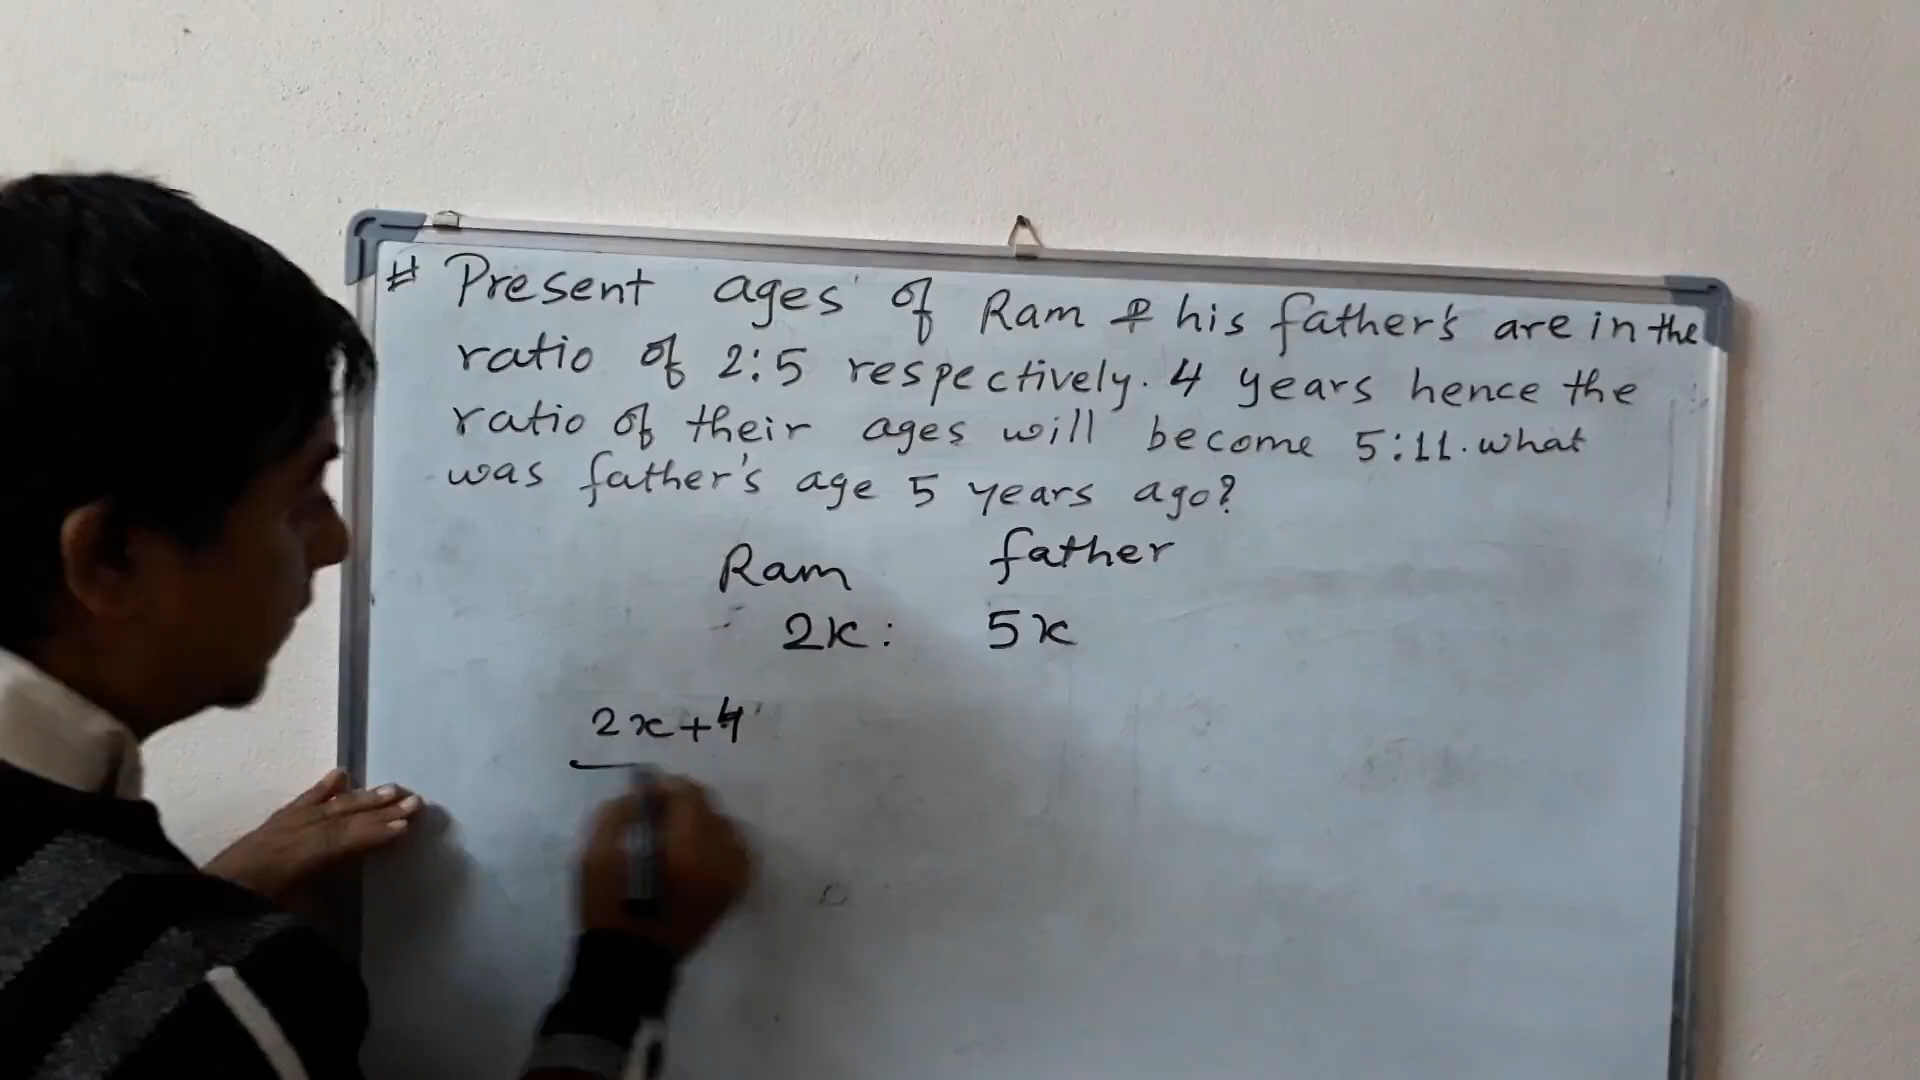 # Present ages of Ram & his father's are in the
ratio of 2:5 respectively. 4 years hence the
ratio of their ages will become 5:11. what
was father's age 5 years ago?
Ram father
2x: 5x
2x+4